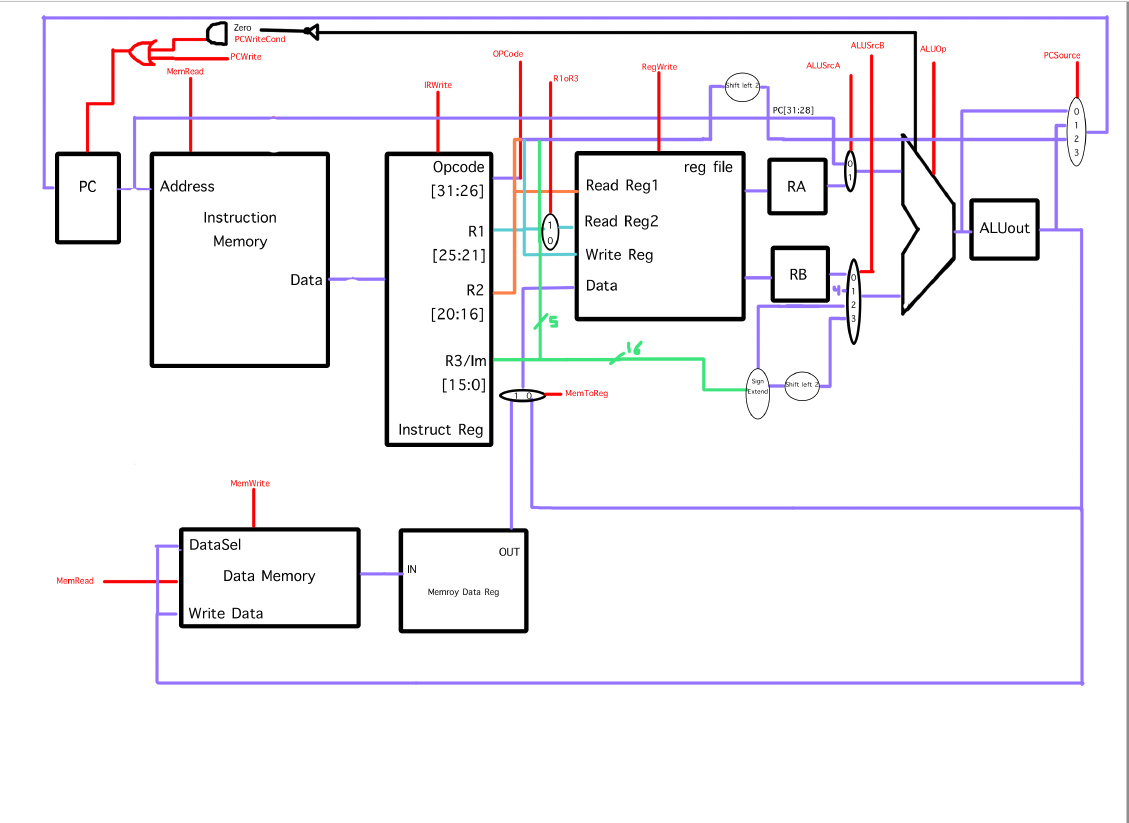 Zero
PCWriteCond
PCWrite
MemRead
IRWrite
OPCode
R1oR3
RegWrite
Shift left 2
PC[31:28]
ALUSrcA
ALUSrcB
ALUOp
PCSource
0
1
2
3
PC
Address
Instruction
Memory
Data
Opcode
[31:26]
R1
[25:21]
R2
[20:16]
R3/Im
[15:0]
Instruct Reg
1
0
reg file
Read Reg1
Read Reg2
Write Reg
Data
RA
0
1
RB
0
4
1
2
3
ALUout
5
16
Sign
Extend
Shift left 2
1 0
MemToReg
MemWrite
MemRead
DataSel
Data Memory
Write Data
OUT
IN
Memroy Data Reg